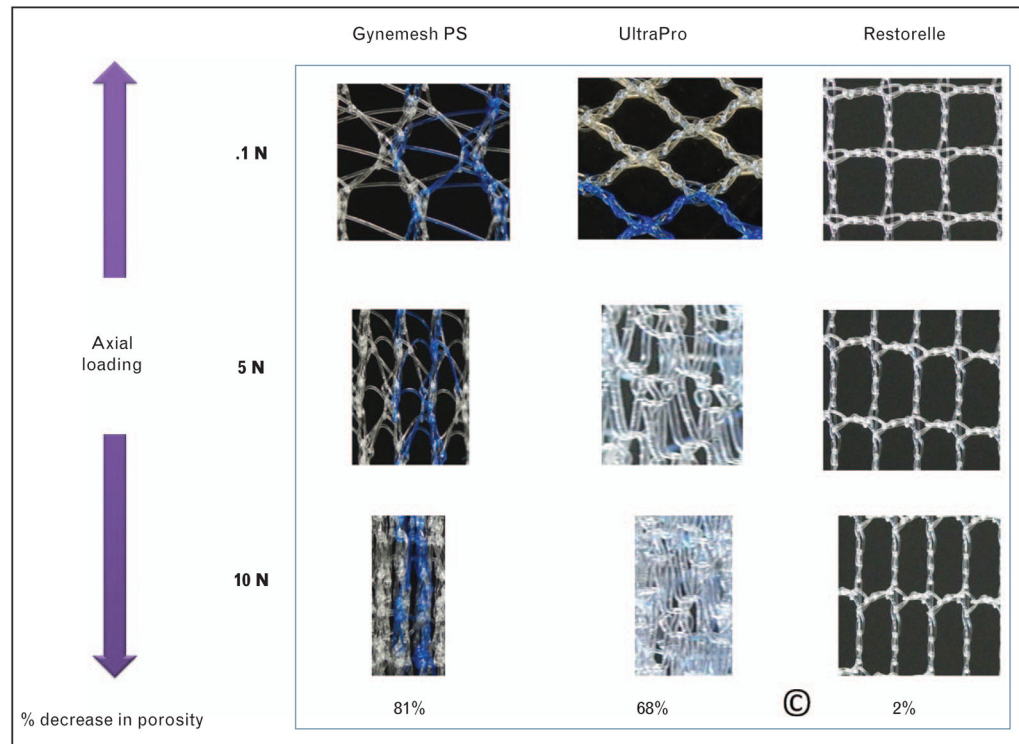 Gynemesh PS UltraPro Restorelle
.1 N
Axial
loading
5 N
10 N
% decrease in porosity 81% 68% © 2%